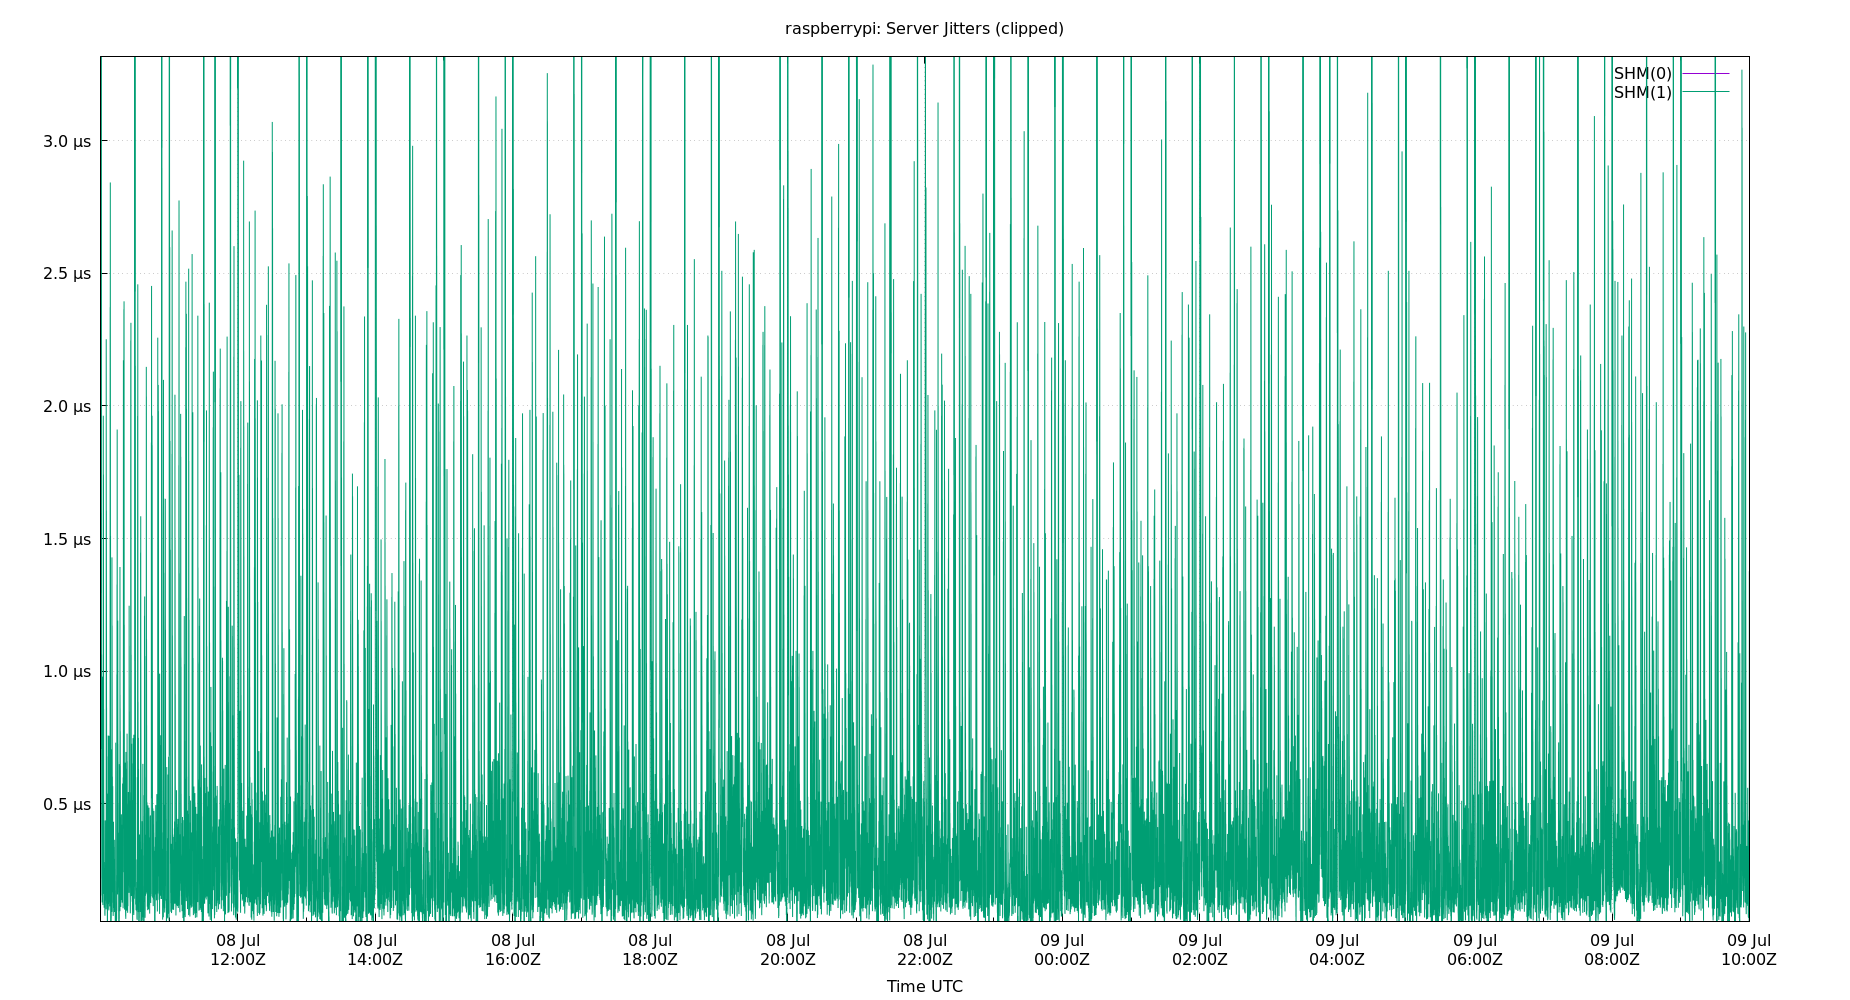 raspberrypi: Server Jitters (clipped)
SHM(0)
SHM(1)
3.0 µs
2.5 µs
2.0 µs
1.5 µs
1.0 µs
0.5 µs
08 Jul 08 Jul 08 Jul 08 Jul 08 Jul 08 Jul 09 Jul 09 Jul 09 Jul 09 Jul 09 Jul 09 Jul
12:00Z 14:00Z 16:00Z 18:00Z 20:00Z 22:00Z 00:00Z 02:00Z 04:00Z 06:00Z 08:00Z 10:00Z
Time UTC